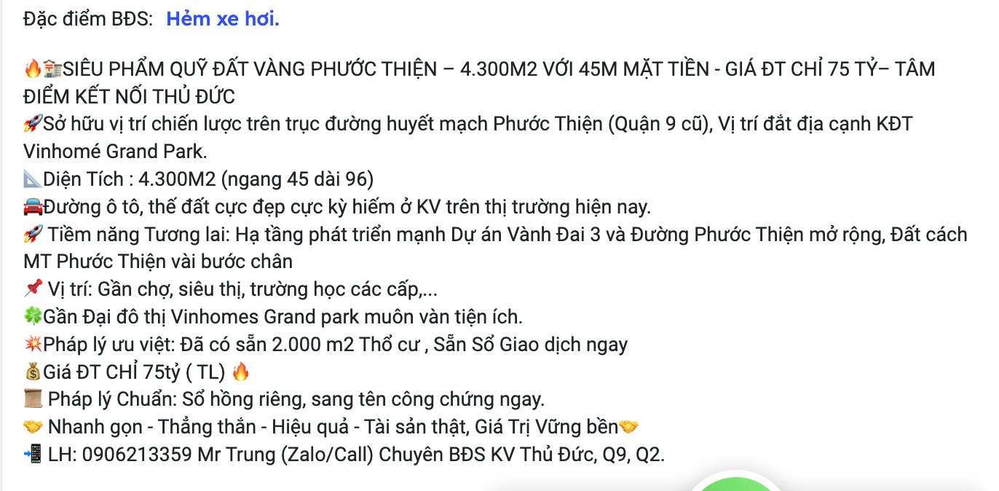 Đặc điểm BĐS: Hẻm xe hơi.
🔥🏤SIÊU PHẨM QUỸ ĐẤT VÀNG PHƯỚC THIỆN – 4.300M2 VỚI 45M MẶT TIỀN - GIÁ ĐT CHỈ 75 TỶ– TÂM
ĐIỂM KẾT NỐI THỦ ĐỨC
🚀Sở hữu vị trí chiến lược trên trục đường huyết mạch Phước Thiện (Quận 9 cũ), Vị trí đắt địa cạnh KĐT
Vinhomé Grand Park.
📐Diện Tích : 4.300M2 (ngang 45 dài 96)
🚘Đường ô tô, thế đất cực đẹp cực kỳ hiếm ở KV trên thị trường hiện nay.
🚀 Tiềm năng Tương lai: Hạ tầng phát triển mạnh Dự án Vành Đai 3 và Đường Phước Thiện mở rộng, Đất cách
MT Phước Thiện vài bước chân
📌 Vị trí: Gần chợ, siêu thị, trường học các cấp,...
🍀Gần Đại đô thị Vinhomes Grand park muôn vàn tiện ích.
💥Pháp lý ưu việt: Đã có sẵn 2.000 m2 Thổ cư , Sẵn Sổ Giao dịch ngay
💰Giá ĐT CHỈ 75tỷ ( TL) 🔥
📜 Pháp lý Chuẩn: Sổ hồng riêng, sang tên công chứng ngay.
🤝 Nhanh gọn - Thẳng thắn - Hiệu quả - Tài sản thật, Giá Trị Vững bền🤝
📲 LH: 0906213359 Mr Trung (Zalo/Call) Chuyên BĐS KV Thủ Đức, Q9, Q2.